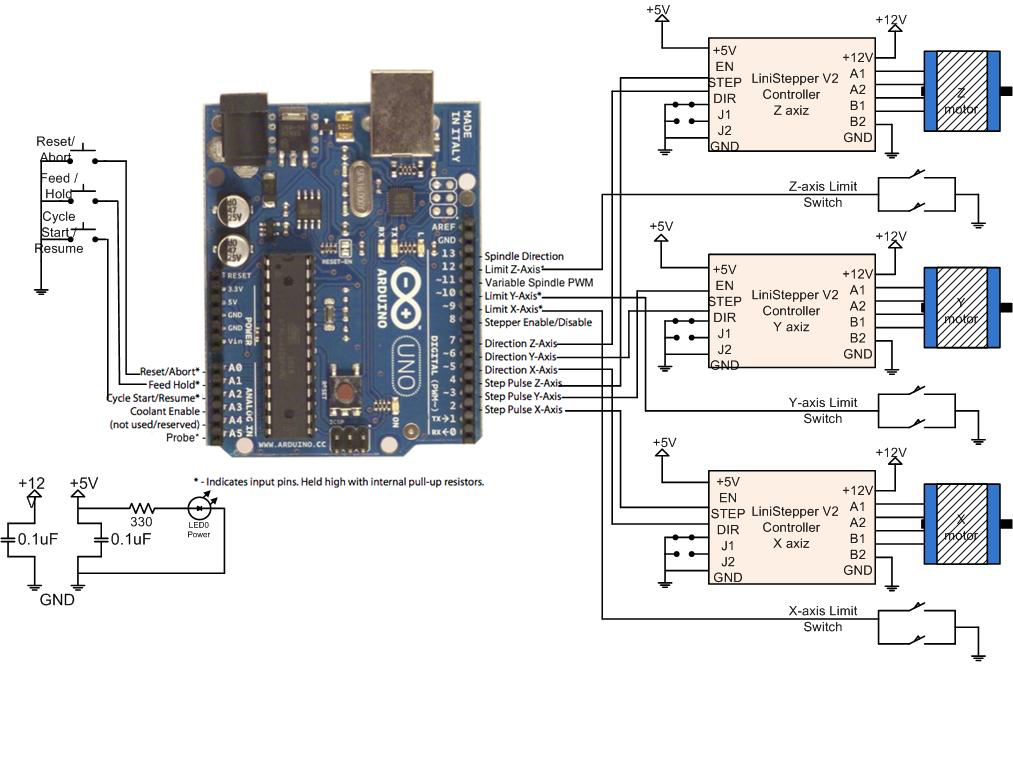 +5V
+12V
+5V
EN
STEP
DIR
J1
J2
GND
LiniStepper V2
Controller
Z axiz
+12V
A1
A2
B1
B2
GND
Z
motor
Z-axis Limit
Switch
Reset/
Abort
Feed /
Hold
Cycle
Start /
Resume
MADE
IN ITALY
AREF
GND
13
12
~11
~10
~9
8
7
~6
~5
4
~3
2
TX→1
RX←0
RX
TX
L
RESET-EN
ARDUINO
UNO
DIGITAL (PWM~)
RESET
3.3V
5V
GND
GND
Vin
POWER
A0
A1
A2
A3
A4
A5
ANALOG IN
RESET
ICSP
ON
WWW.ARDUINO.CC
47
25V
47
25V
Spindle Direction
Limit Z-Axis*
Variable Spindle PWM
Limit Y-Axis*
Limit X-Axis*
Stepper Enable/Disable
Direction Z-Axis
Direction Y-Axis
Direction X-Axis
Step Pulse Z-Axis
Step Pulse Y-Axis
Step Pulse X-Axis
Reset/Abort*
Feed Hold*
Cycle Start/Resume*
Coolant Enable
(not used/reserved)
Probe*
* - Indicates input pins. Held high with internal pull-up resistors.
+5V
+12V
+5V
EN
STEP
DIR
J1
J2
GND
LiniStepper V2
Controller
Y axiz
+12V
A1
A2
B1
B2
GND
Y
motor
Y-axis Limit
Switch
+5V
+12V
+5V
EN
STEP
DIR
J1
J2
GND
LiniStepper V2
Controller
X axiz
+12V
A1
A2
B1
B2
GND
X
motor
X-axis Limit
Switch
+12
V
+5V
330
LED0
Power
0.1uF
0.1uF
GND